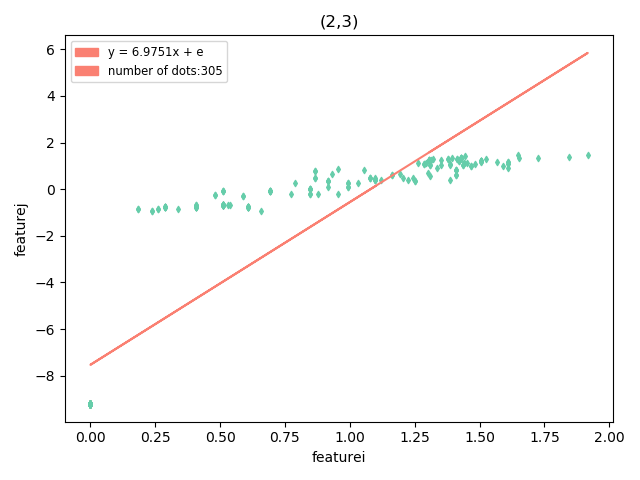 (2,3)
y = 6.9751x + e
number of dots:305
6
4
2
0
−2
−4
−6
−8
featurej
0.00 0.25 0.50 0.75 1.00 1.25 1.50 1.75 2.00
featurei